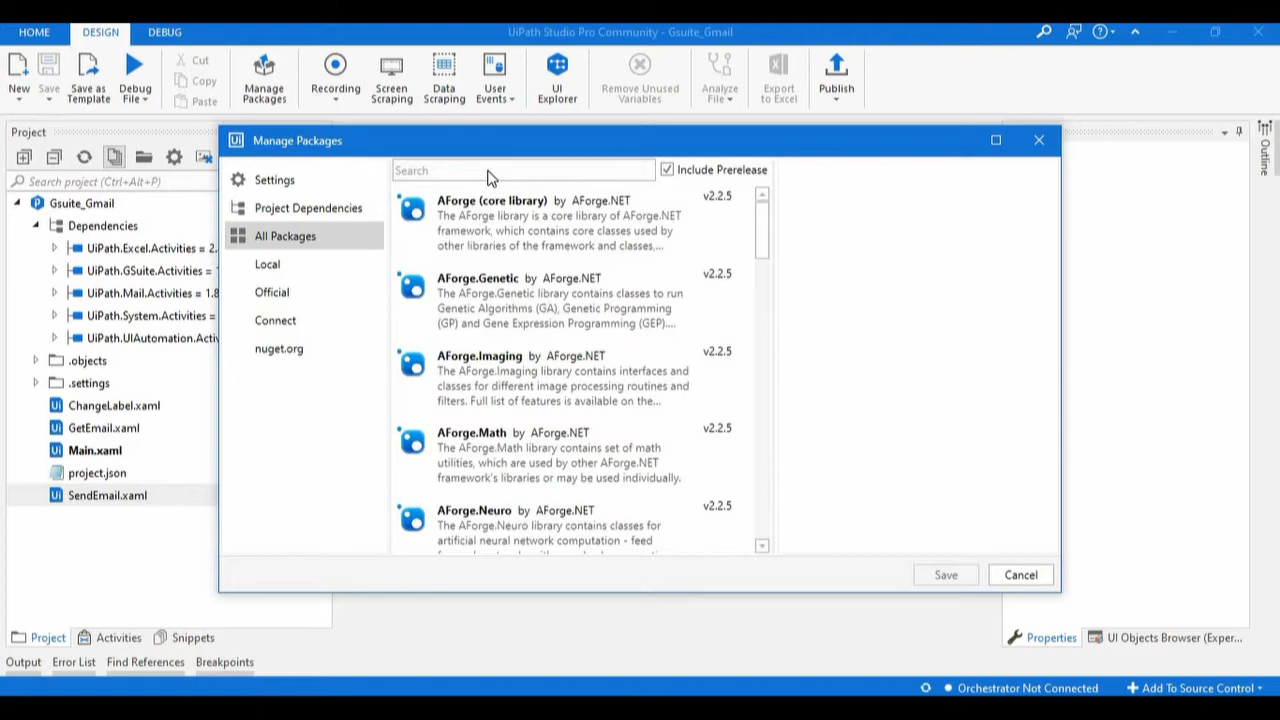 HOME
DESIGN
DEBUG
UiPath Studio Pro Community - Gsuite_Gmail
New
Save
Save as
Template
Debug
File
Cut
Copy
Paste
Manage
Packages
Recording
Screen
Scraping
Data
Scraping
User
Events
UI
Explorer
Remove Unused
Variables
Analyze
File
Export
to Excel
Publish
Project
Search project (Ctrl+Alt+P)
Gsuite_Gmail
Dependencies
UiPath.Excel.Activities = 2.
UiPath.GSuite.Activities =
UiPath.Mail.Activities = 1.8
UiPath.System.Activities =
UiPath.UIAutomation.Activ
.objects
.settings
ChangeLabel.xaml
GetEmail.xaml
Main.xaml
project.json
SendEmail.xaml
Ui Manage Packages
Settings
Project Dependencies
All Packages
Local
Official
Connect
nuget.org
Search
Include Prerelease
AForge (core library) by AForge.NET v2.2.5
The AForge library is a core library of AForge.NET
framework, which contains core classes used by
other libraries of the framework and classes,...
AForge.Genetic by AForge.NET v2.2.5
The AForge.Genetic library contains classes to run
Genetic Algorithms (GA), Genetic Programming
(GP) and Gene Expression Programming (GEP)....
AForge.Imaging by AForge.NET v2.2.5
The AForge.Imaging library contains interfaces and
classes for different image processing routines and
filters. Full list of features is available on the...
AForge.Math by AForge.NET v2.2.5
The AForge.Math library contains set of math
utilities, which are used by other AForge.NET
framework's libraries or may be used individually.
AForge.Neuro by AForge.NET v2.2.5
The AForge.Neuro library contains classes for
artificial neural network computation - feed
Save
Cancel
Outline
Project
Activities
Snippets
Properties
UI Objects Browser (Exper...
Output
Error List
Find References
Breakpoints
Orchestrator Not Connected
Add To Source Control